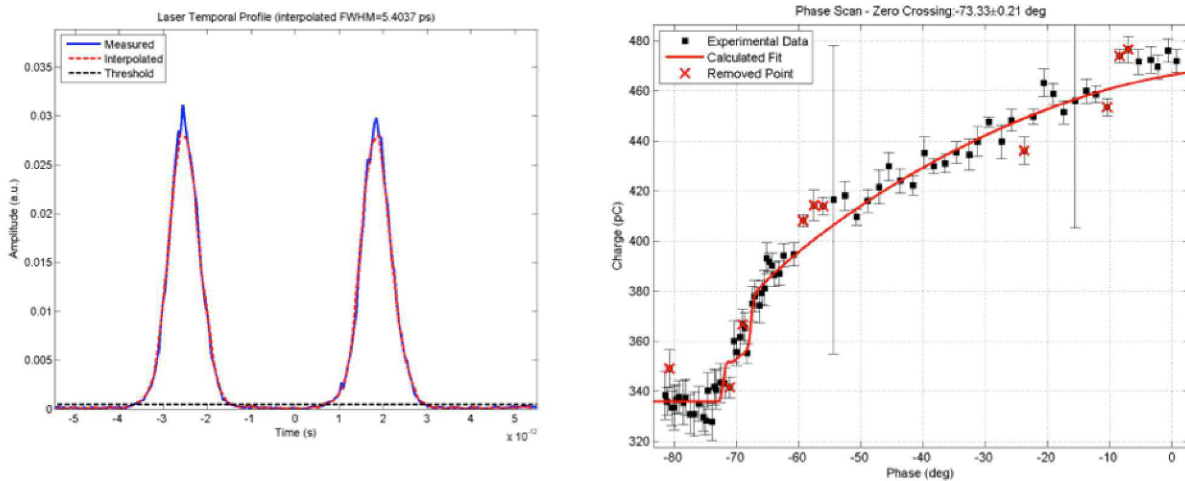 Laser Temporal Profile (interpolated FWHM=5.4037 ps)
Measured
Interpolated
Threshold
Amplitude (a.u.)
0.035
0.03
0.025
0.02
0.015
0.01
0.005
0
-5 -4 -3 -2 -1 0 1 2 3 4 5
Time (s)
x 10-12
Phase Scan - Zero Crossing:-73.33±0.21 deg
Experimental Data
Calculated Fit
Removed Point
Charge (pC)
480
460
440
420
400
380
360
340
320
-80 -70 -60 -50 -40 -30 -20 -10 0
Phase (deg)